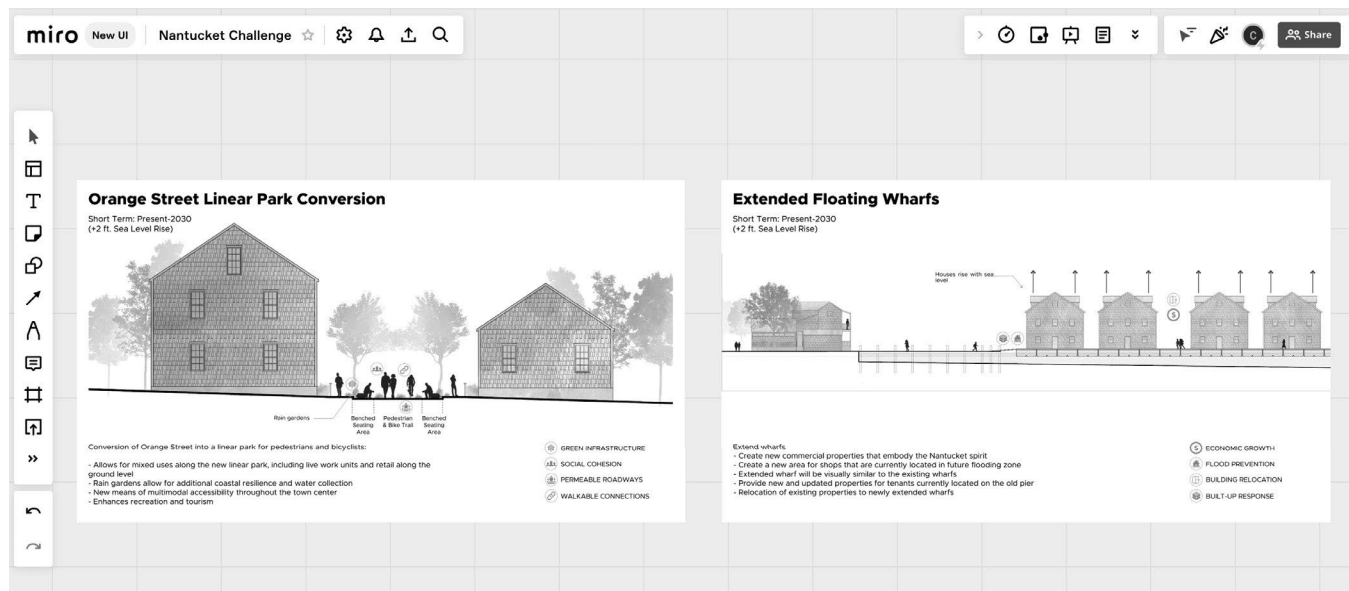 miro New UI Nantucket Challenge
C Share
Orange Street Linear Park Conversion
Short Term: Present-2030
(+2 ft. Sea Level Rise)
Rain gardens
Benched
Seating
Area
Pedestrian
& Bike Trail
Benched
Seating
Area
Conversion of Orange Street into a linear park for pedestrians and bicyclists:
- Allows for mixed uses along the new linear park, including live work units and retail along the
ground level
- Rain gardens allow for additional coastal resilience and water collection
- New means of multimodal accessibility throughout the town center
- Enhances recreation and tourism
GREEN INFRASTRUCTURE
SOCIAL COHESION
PERMEABLE ROADWAYS
WALKABLE CONNECTIONS
Extended Floating Wharfs
Short Term: Present-2030
(+2 ft. Sea Level Rise)
Houses rise with sea
level
$
Extend wharfs
- Create new commercial properties that embody the Nantucket spirit
- Create a new area for shops that are currently located in future flooding zone
- Extended wharf will be visually similar to the existing wharfs
- Provide new and updated properties for tenants currently located on the old pier
- Relocation of existing properties to newly extended wharfs
$ ECONOMIC GROWTH
FLOOD PREVENTION
BUILDING RELOCATION
BUILT-UP RESPONSE